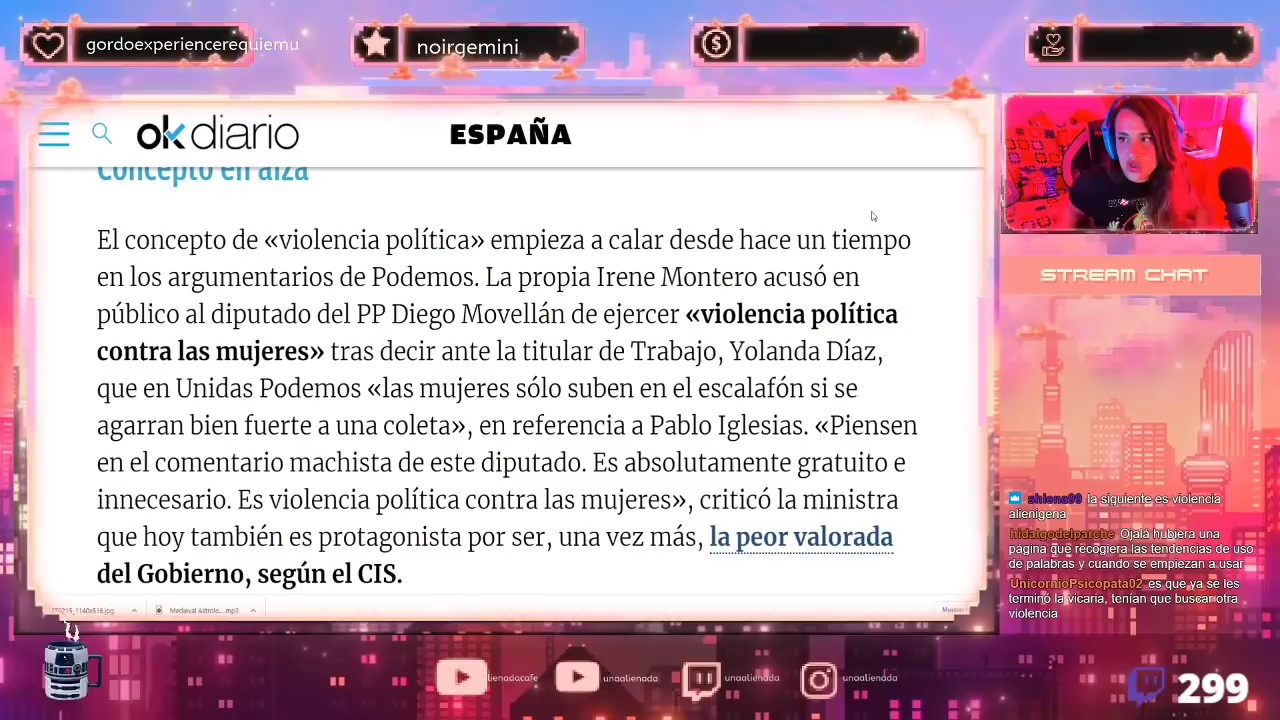 gordoexperiencerequiemu
noirgemini
okdiario
ESPAÑA
Concepto en alza
El concepto de «violencia política» empieza a calar desde hace un tiempo
en los argumentarios de Podemos. La propia Irene Montero acusó en
público al diputado del PP Diego Movellán de ejercer «violencia política
contra las mujeres» tras decir ante la titular de Trabajo, Yolanda Díaz,
que en Unidas Podemos «las mujeres sólo suben en el escalafón si se
agarran bien fuerte a una coleta», en referencia a Pablo Iglesias. «Piensen
en el comentario machista de este diputado. Es absolutamente gratuito e
innecesario. Es violencia política contra las mujeres», criticó la ministra
que hoy también es protagonista por ser, una vez más, la peor valorada
del Gobierno, según el CIS.
Medieval Astrolo....mp3
STREAM CHAT
shiena99 la siguiente es violencia
alienigena
hidalgodelparche Ojalá hubiera una
página que recogiera las tendencias de uso
de palabras y cuando se empiezan a usar
UnicornioPsicopata02 es que ya se les
terminó la vicaria, tenían que buscar otra
violencia
lienadacafe
unaalienada
unaalienada
unaalienada
299